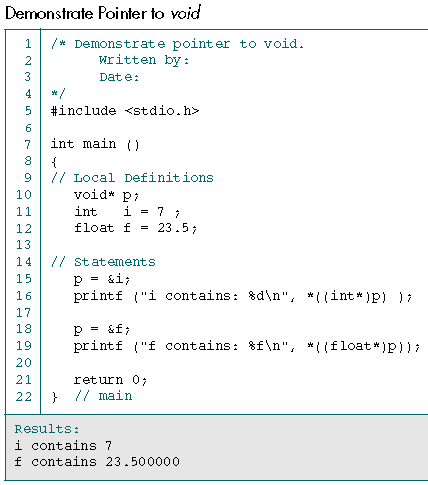 Demonstrate Pointer to void
1 /* Demonstrate pointer to void.
2 Written by:
3 Date:
4 */
5 #include <stdio.h>
6
7 int main ()
8 {
9 // Local Definitions
10 void* p;
11 int i = 7 ;
12 float f = 23.5;
13
14 // Statements
15 p = &i;
16 printf ("i contains: %d\n", *((int*)p) );
17
18 p = &f;
19 printf ("f contains: %f\n", *((float*)p));
20
21 return 0;
22 } // main
Results:
i contains 7
f contains 23.500000